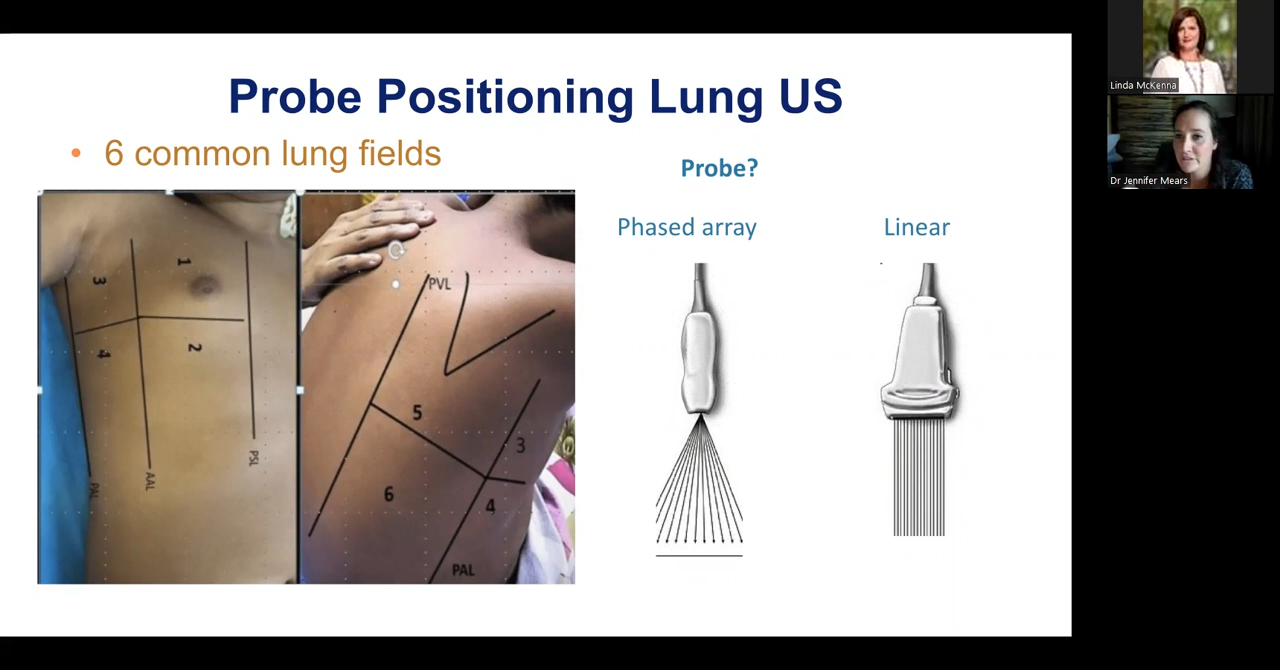 Probe Positioning Lung US
• 6 common lung fields
Probe?
Phased array
Linear
1
3
2
4
PSL
AAL
PAL
PVL
5
3
6
4
PAL
Linda McKenna
Dr Jennifer Mears